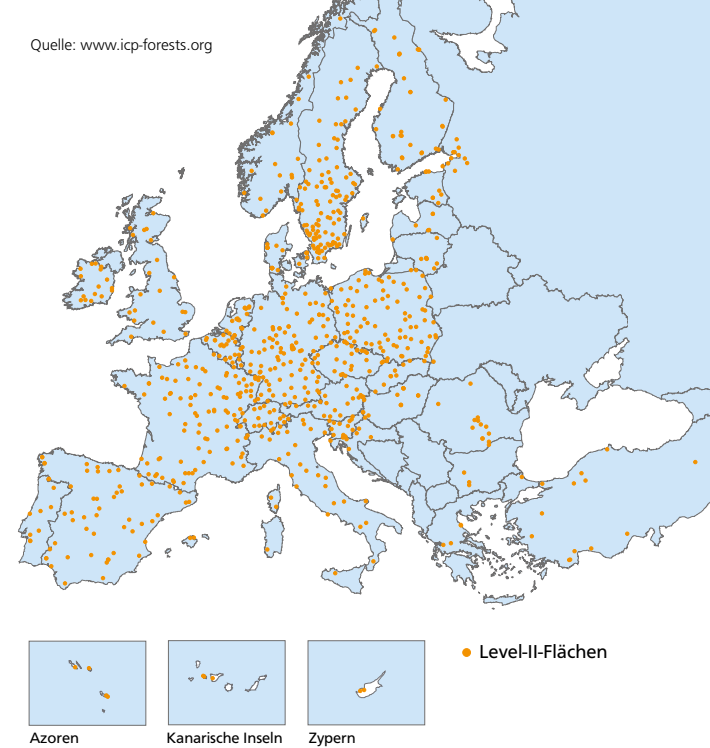 Quelle: www.icp-forests.org
Level-II-Flächen
Azoren
Kanarische Inseln
Zypern